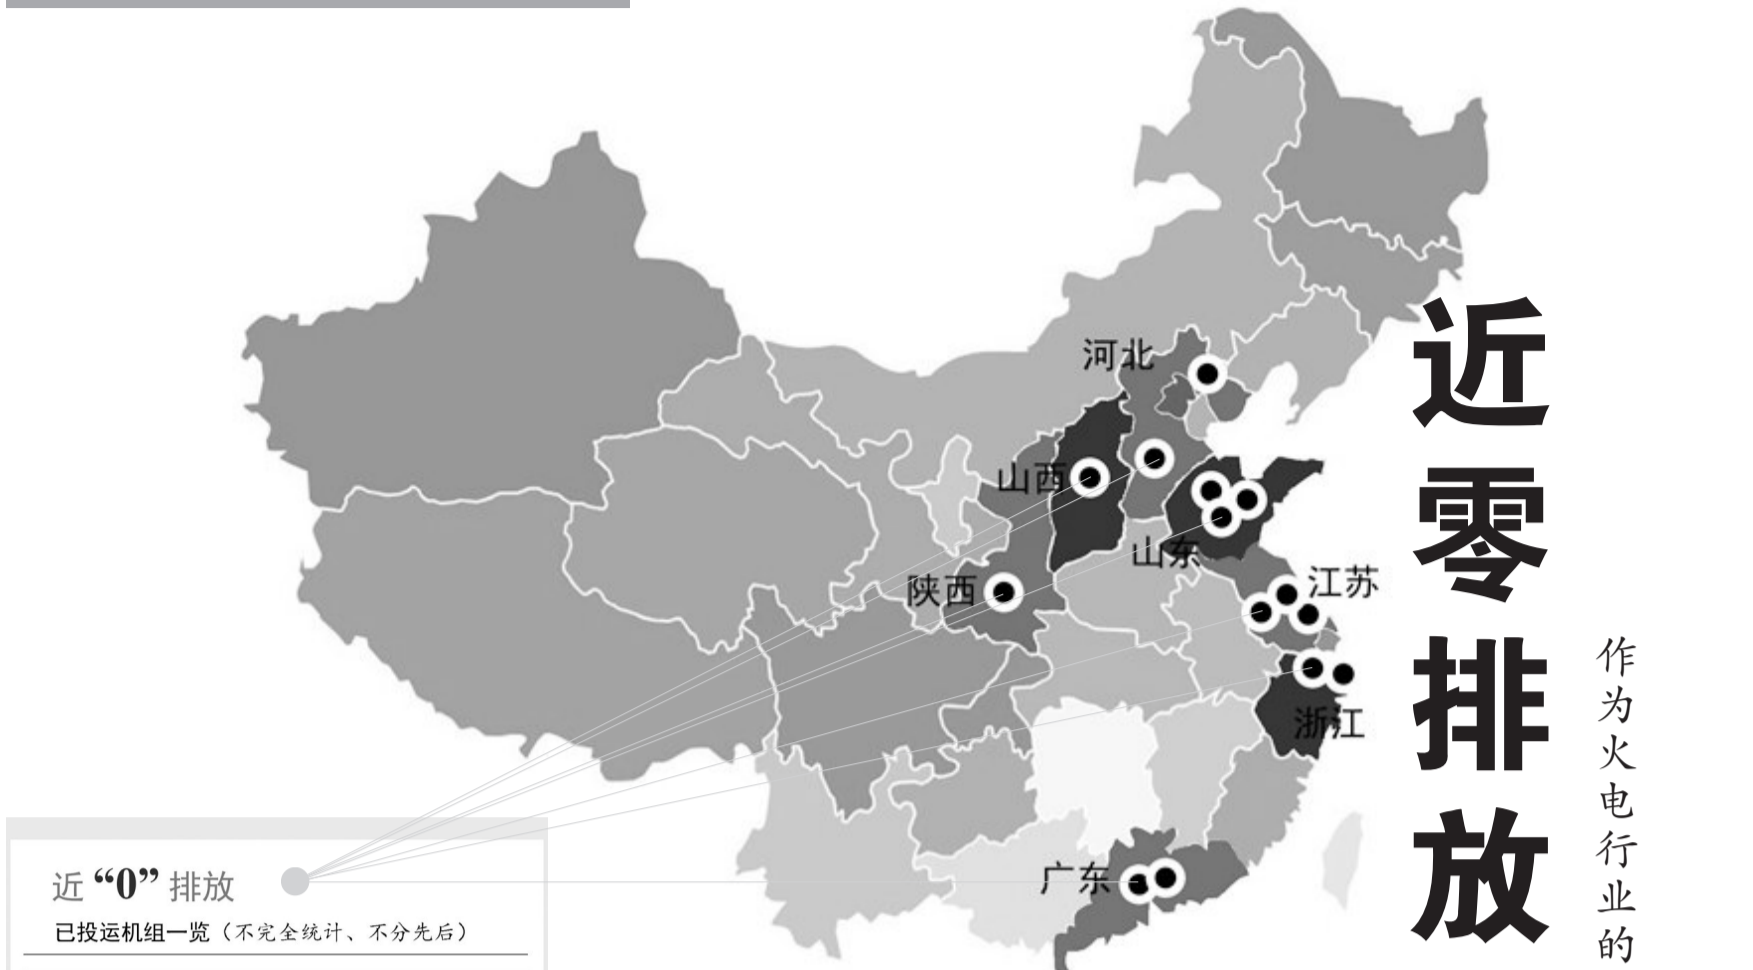 河北
山西
山东
陕西
江苏
浙江
广东
近零排放
作为火电行业的
近“0”排放
已投运机组一览（不完全统计、不分先后）